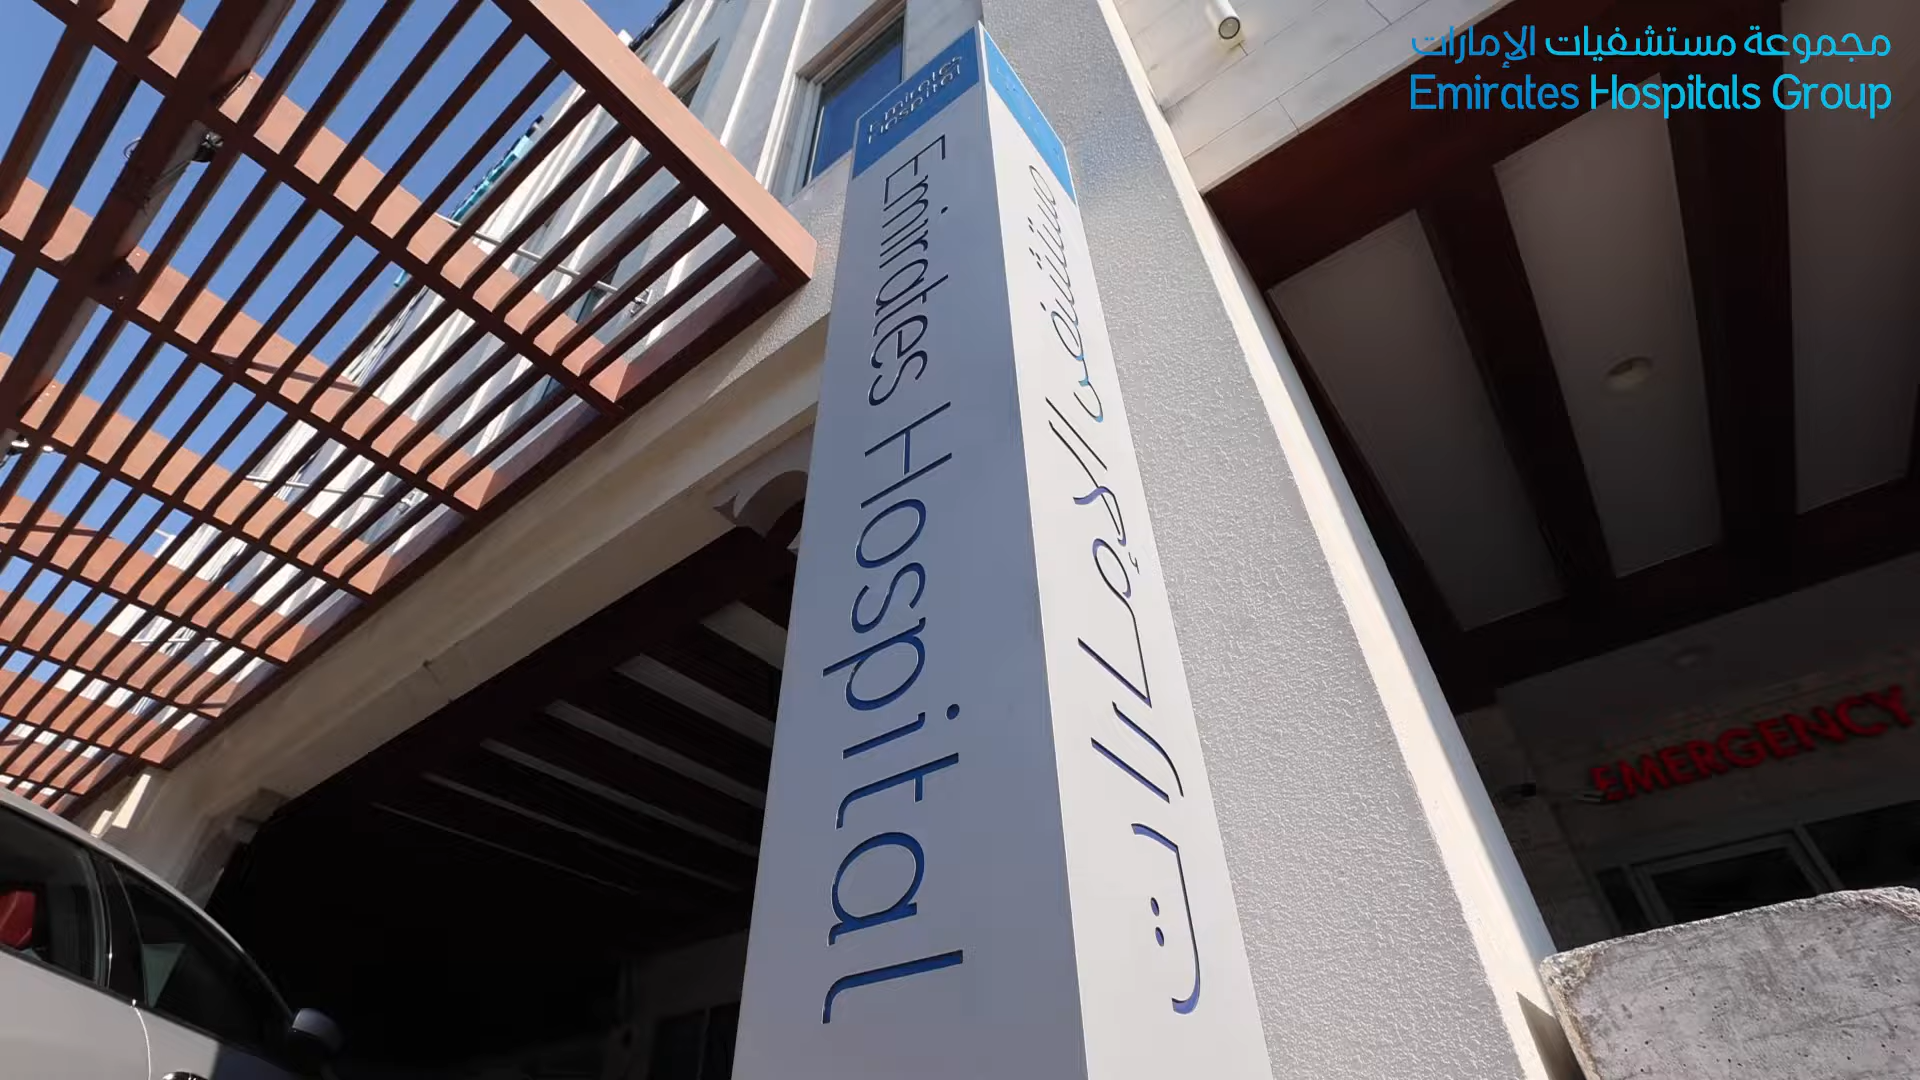 مجموعة مستشفيات الإمارات
Emirates Hospitals Group
Emirates
Hospital
Emirates Hospital
مستشفى الإمارات
EMERGENCY